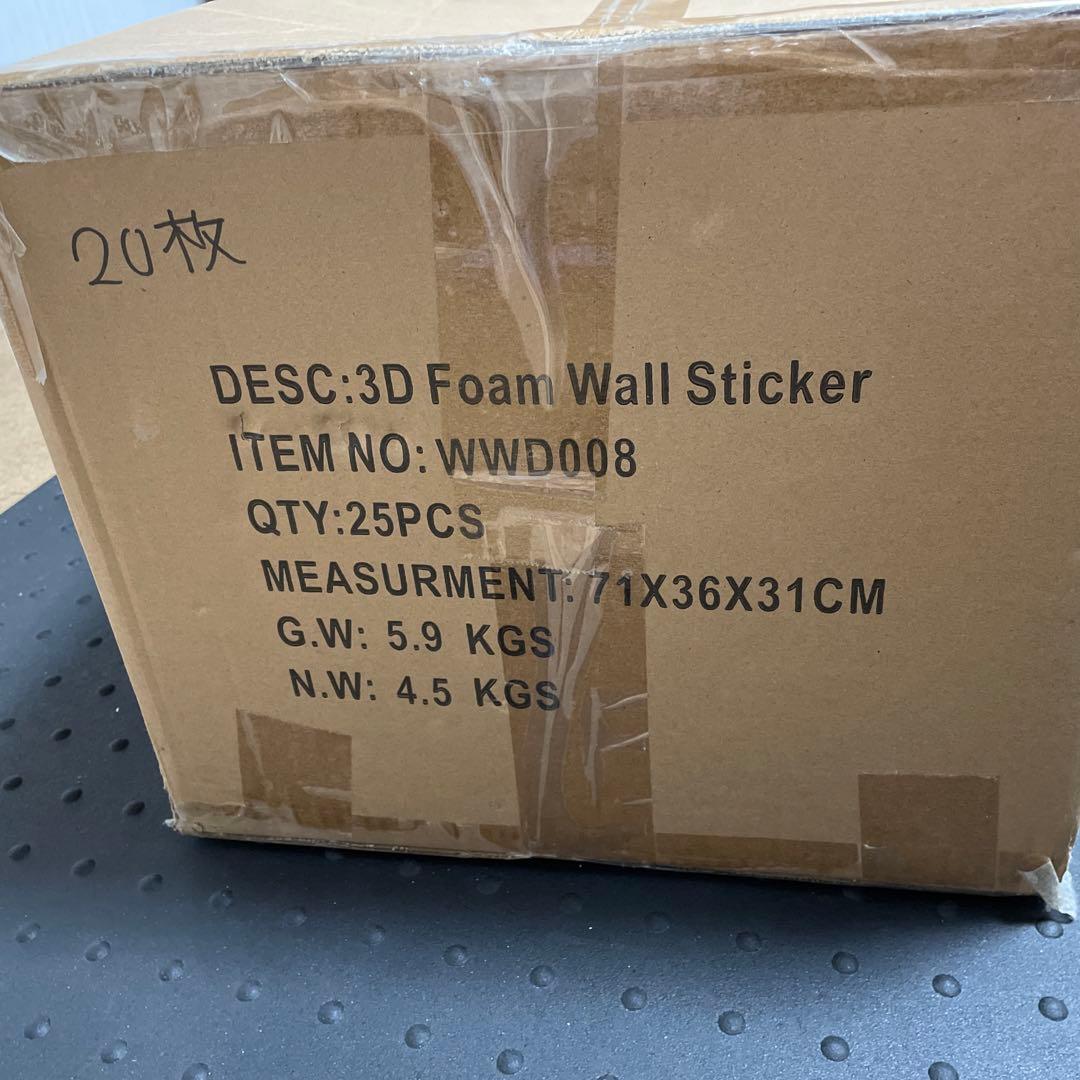 20枚
DESC:3D Foam Wall Sticker
ITEM NO: WWD008
QTY:25PCS
MEASURMENT: 71X36X31CM
G.W: 5.9 KGS
N.W: 4.5 KGS